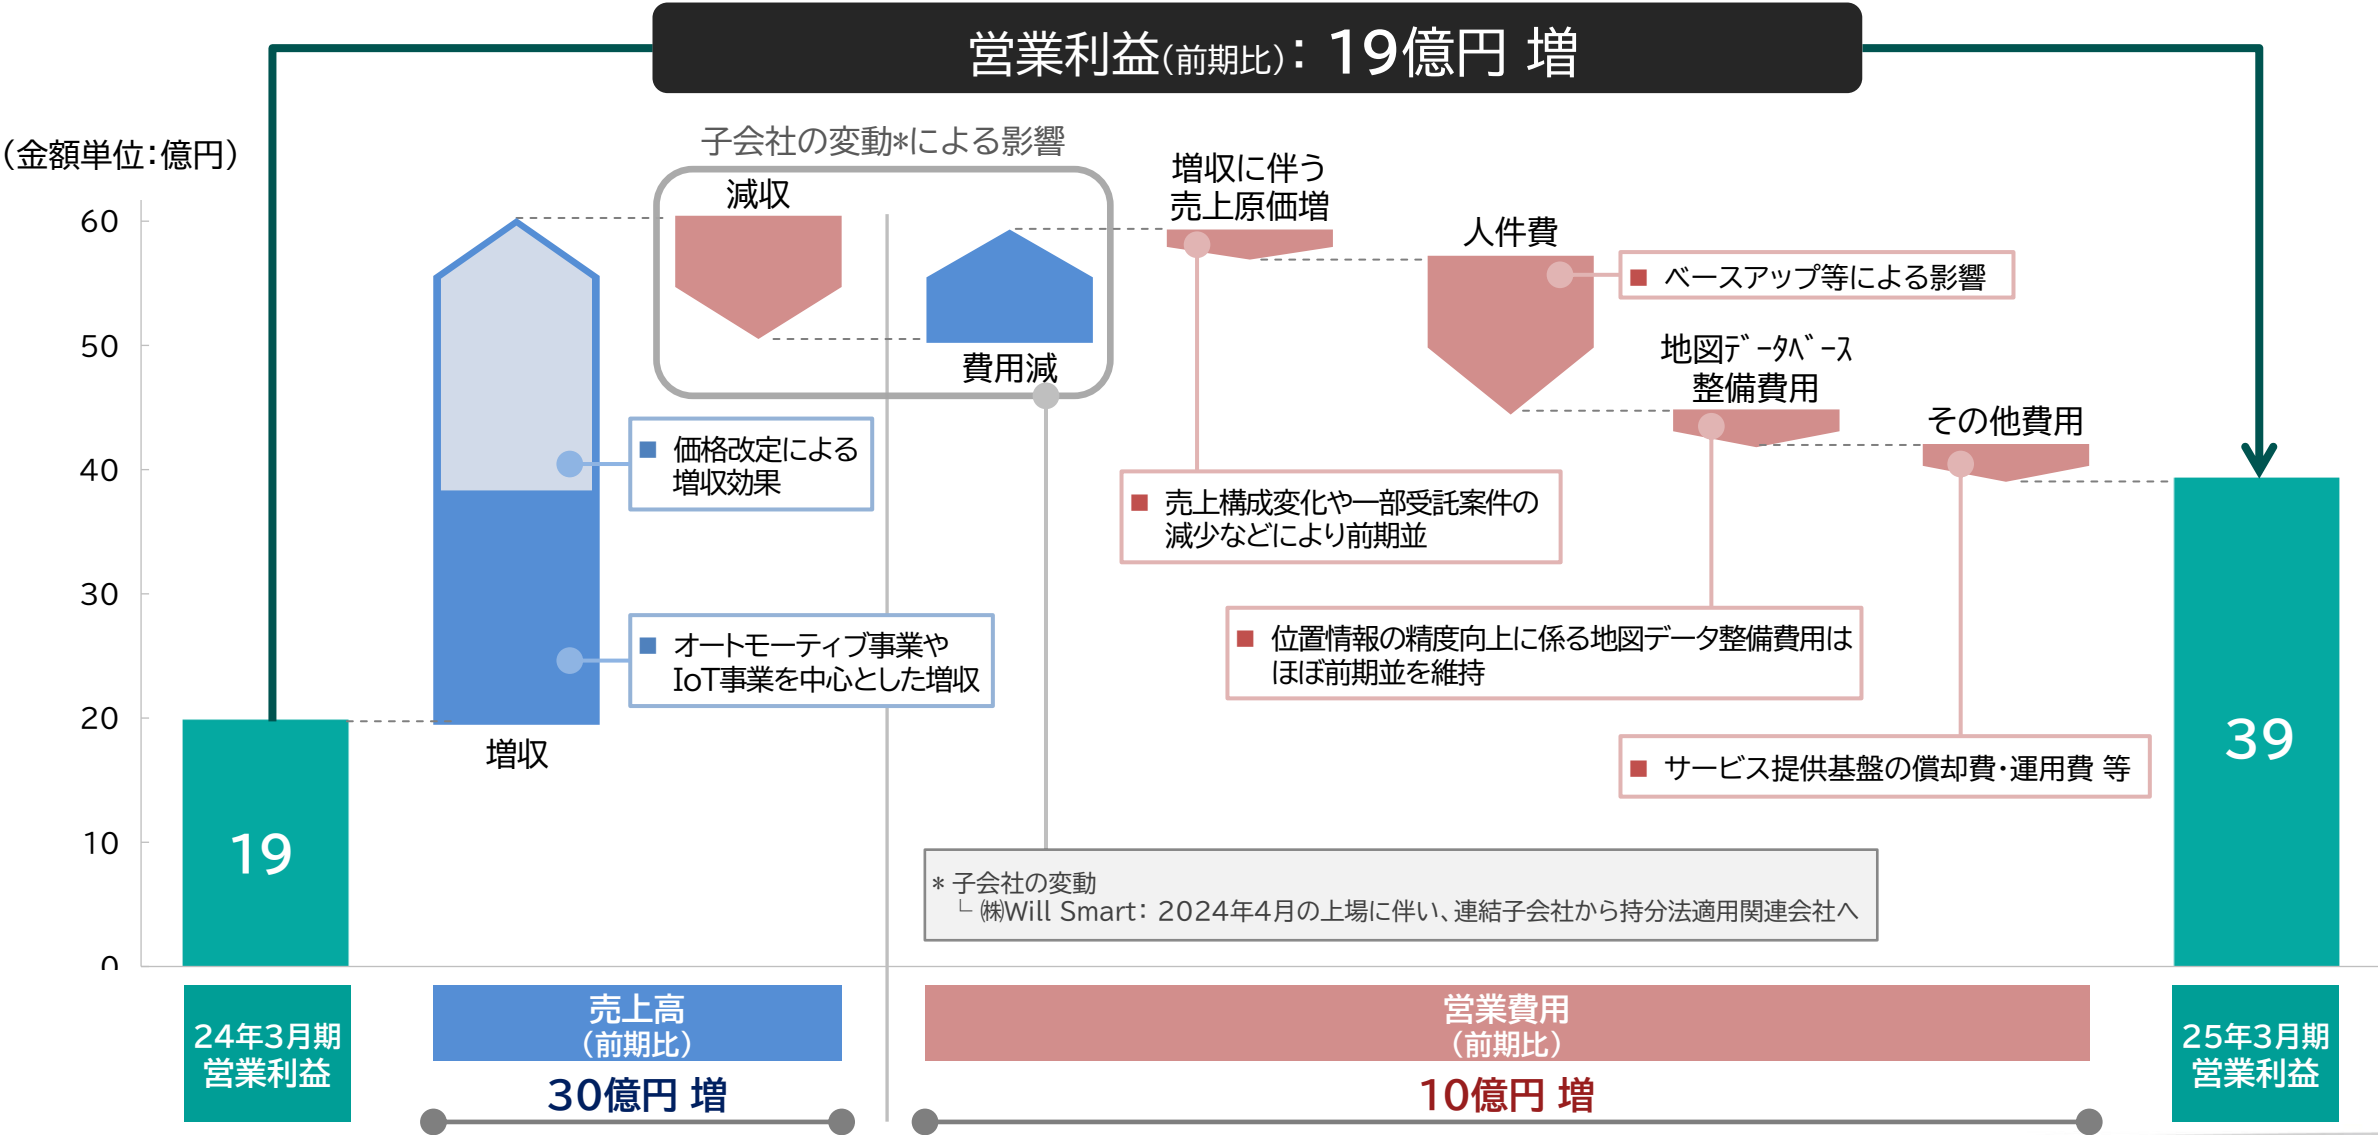 営業利益(前期比)：19億円 増
(金額単位：億円)
子会社の変動*による影響
60
50
40
30
20
10
0
減収
費用減
増収に伴う
売上原価増
人件費
■ ベースアップ等による影響
地図ﾃﾞｰﾀﾍﾞｰｽ
整備費用
その他費用
■ 価格改定による
増収効果
■ 売上構成変化や一部受託案件の
減少などにより前期並
■ オートモーティブ事業や
IoT事業を中心とした増収
■ 位置情報の精度向上に係る地図データ整備費用は
ほぼ前期並を維持
増収
■ サービス提供基盤の償却費・運用費 等
19
39
* 子会社の変動
└ ㈱Will Smart： 2024年4月の上場に伴い、連結子会社から持分法適用関連会社へ
24年3月期
営業利益
売上高
(前期比)
30億円 増
営業費用
(前期比)
10億円 増
25年3月期
営業利益